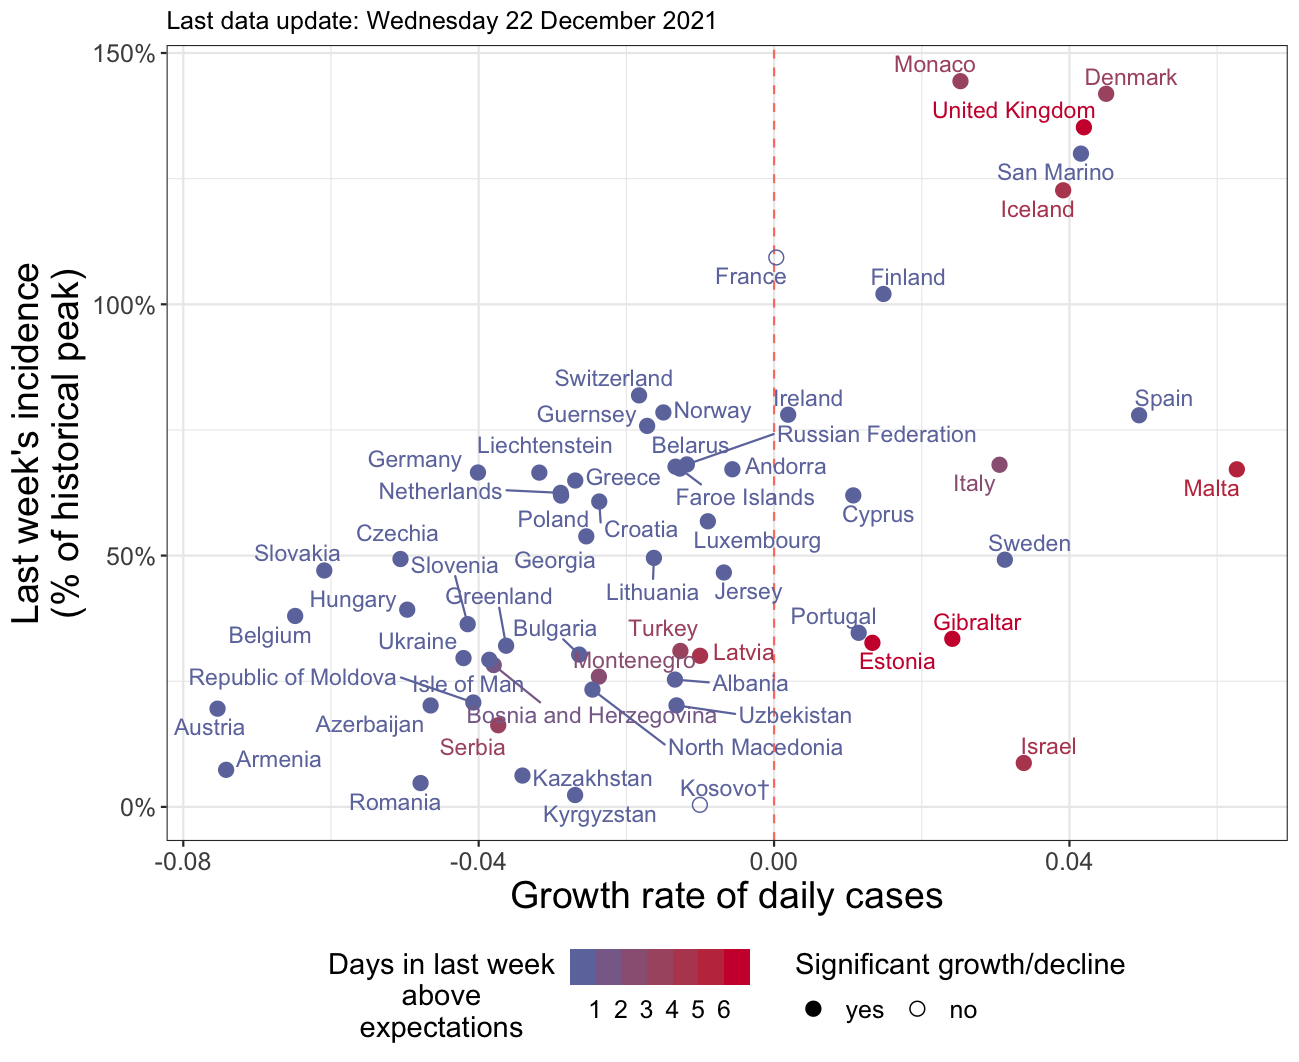 Last data update: Wednesday 22 December 2021
150%
Monaco
Denmark
United Kingdom
San Marino
Iceland
France
Finland
100%
Switzerland
Guernsey
Norway
Ireland
Spain
Liechtenstein
Belarus
Russian Federation
Germany
Greece
Andorra
Italy
Malta
Netherlands
Faroe Islands
Cyprus
Poland
Croatia
Czechia
Georgia
Luxembourg
Sweden
50%
Slovakia
Slovenia
Lithuania
Jersey
Hungary
Greenland
Belgium
Ukraine
Bulgaria
Turkey
Portugal
Gibraltar
Montenegro
Latvia
Estonia
Republic of Moldova
Isle of Man
Albania
Bosnia and Herzegovina
Uzbekistan
Austria
Azerbaijan
Serbia
North Macedonia
Israel
Armenia
Kazakhstan
Kosovo†
Romania
Kyrgyzstan
0%
Last week's incidence
(% of historical peak)
-0.08
-0.04
0.00
0.04
Growth rate of daily cases
Days in last week
above
expectations
1 2 3 4 5 6
Significant growth/decline
yes
no